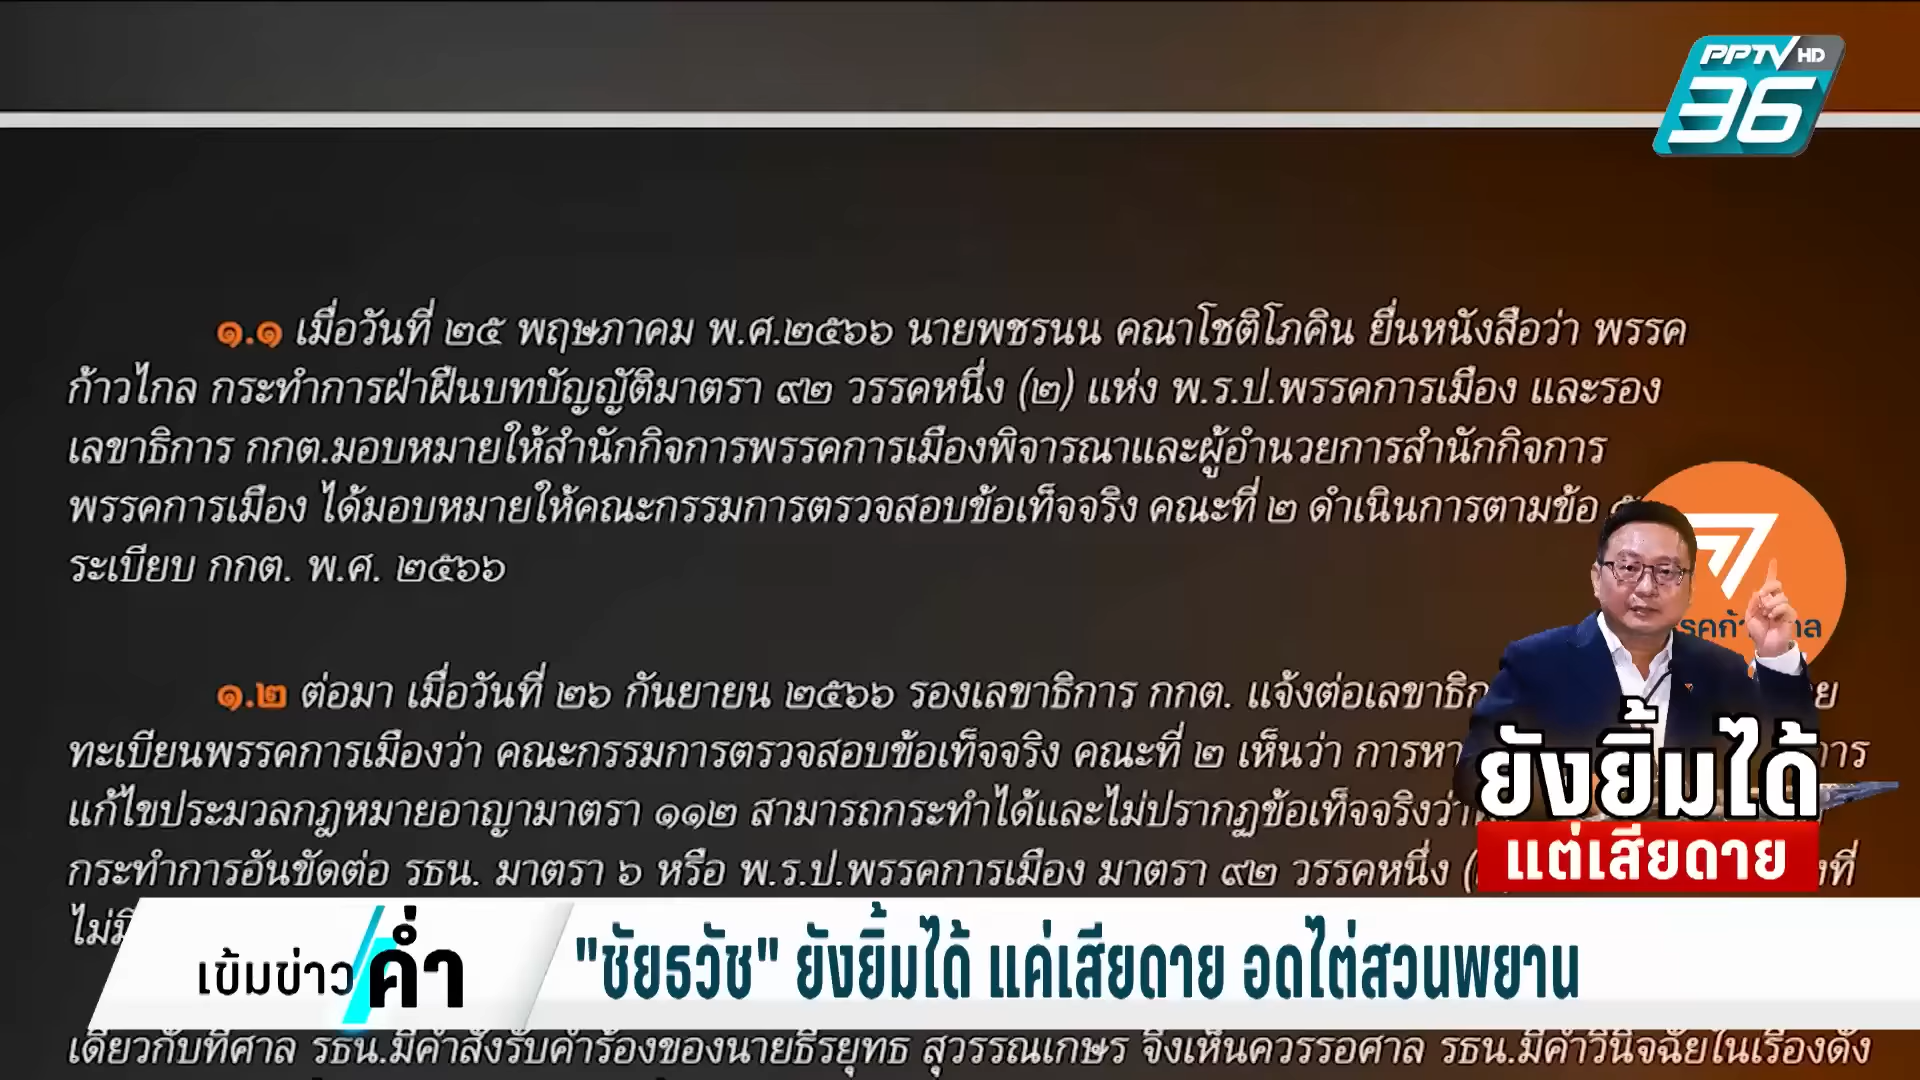 PPTV HD
36
๑.๑ เมื่อวันที่ ๒๕ พฤษภาคม พ.ศ.๒๕๖๖ นายพชรนน คณาโชติโภคิน ยื่นหนังสือว่า พรรค
ก้าวไกล กระทำการฝ่าฝืนบทบัญญัติมาตรา ๙๒ วรรคหนึ่ง (๒) แห่ง พ.ร.ป.พรรคการเมือง และรอง
เลขาธิการ กกต.มอบหมายให้สำนักกิจการพรรคการเมืองพิจารณาและผู้อำนวยการสำนักกิจการ
พรรคการเมือง ได้มอบหมายให้คณะกรรมการตรวจสอบข้อเท็จจริง คณะที่ ๒ ดำเนินการตามข้อ
ระเบียบ กกต. พ.ศ. ๒๕๖๖
๑.๒ ต่อมา เมื่อวันที่ ๒๖ กันยายน ๒๕๖๖ รองเลขาธิการ กกต. แจ้งต่อ
ทะเบียนพรรคการเมืองว่า คณะกรรมการตรวจสอบข้อเท็จจริง คณะที่ ๒ เห็นว่า การ
แก้ไขประมวลกฎหมายอาญามาตรา ๑๑๒ สามารถกระทำได้และไม่ปรากฏข้อเท็จจริง
กระทำการอันขัดต่อ รธน. มาตรา ๖ หรือ พ.ร.ป.พรรคการเมือง มาตรา ๙๒ วรรคหนึ่ง
ยังยิ้มได้
แต่เสียดาย
เข้มข่าวค่ำ
"ชัยธวัช" ยังยิ้มได้ แค่เสียดาย อดไต่สวนพยาน
เดียวกับที่ศาล รธน.มีคำสั่งรับคำร้องของนายธีรยุทธ สุวรรณเกษร จึงเห็นควรรอศาล รธน.มีคำวินิจฉัยในเรื่องดัง